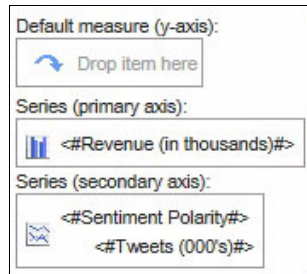 Default measure (y-axis):
Drop item here
Series (primary axis):
<#Revenue (in thousands)#>
Series (secondary axis):
<#Sentiment Polarity#>
<#Tweets (000's)#>